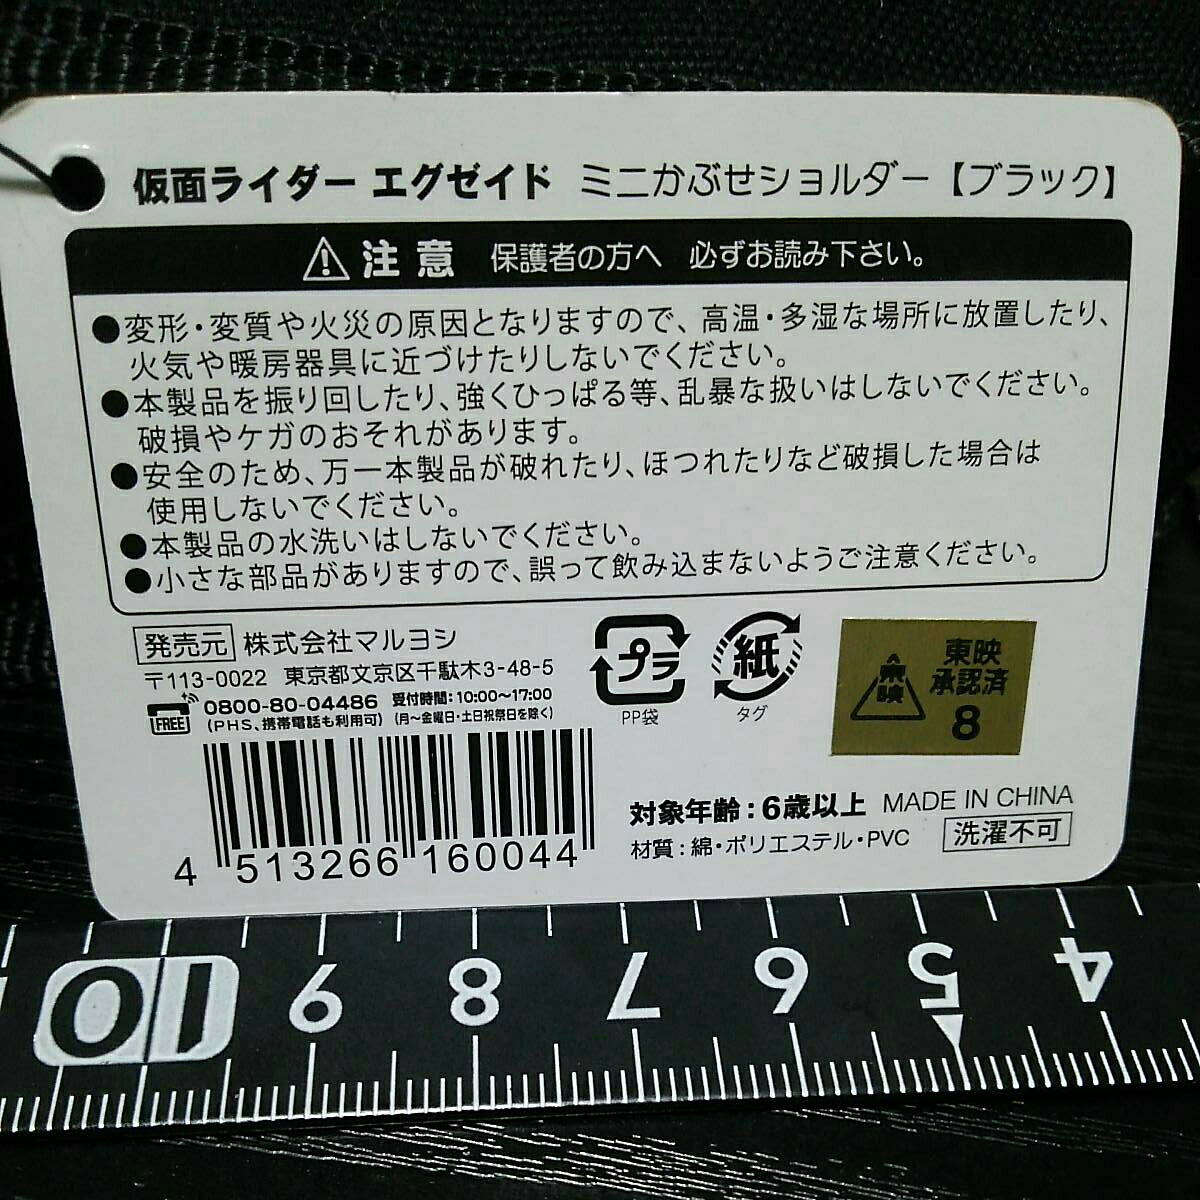 仮面ライダー エグゼイド ミニかぶせショルダー【ブラック】
注意 保護者の方へ 必ずお読み下さい。
●変形・変質や火災の原因となりますので、高温・多湿な場所に放置したり、
火気や暖房器具に近づけたりしないでください。
●本製品を振り回したり、強くひっぱる等、乱暴な扱いはしないでください。
破損やケガのおそれがあります。
●安全のため、万一本製品が破れたり、ほつれたりなど破損した場合は
使用しないでください。
●本製品の水洗いはしないでください。
●小さな部品がありますので、誤って飲み込まないようご注意ください。
発売元 株式会社マルヨシ
〒113-0022 東京都文京区千駄木3-48-5
FREE 0800-80-04486 受付時間:10:00〜17:00
(PHS、携帯電話も利用可) (月〜金曜日・土日祝祭日を除く)
プラ
PP袋
紙
タグ
東映
東映
承認済
8
4 513266 160044
対象年齢:6歳以上 MADE IN CHINA
材質:綿・ポリエステル・PVC 洗濯不可
10 9 8 7 6 5 4